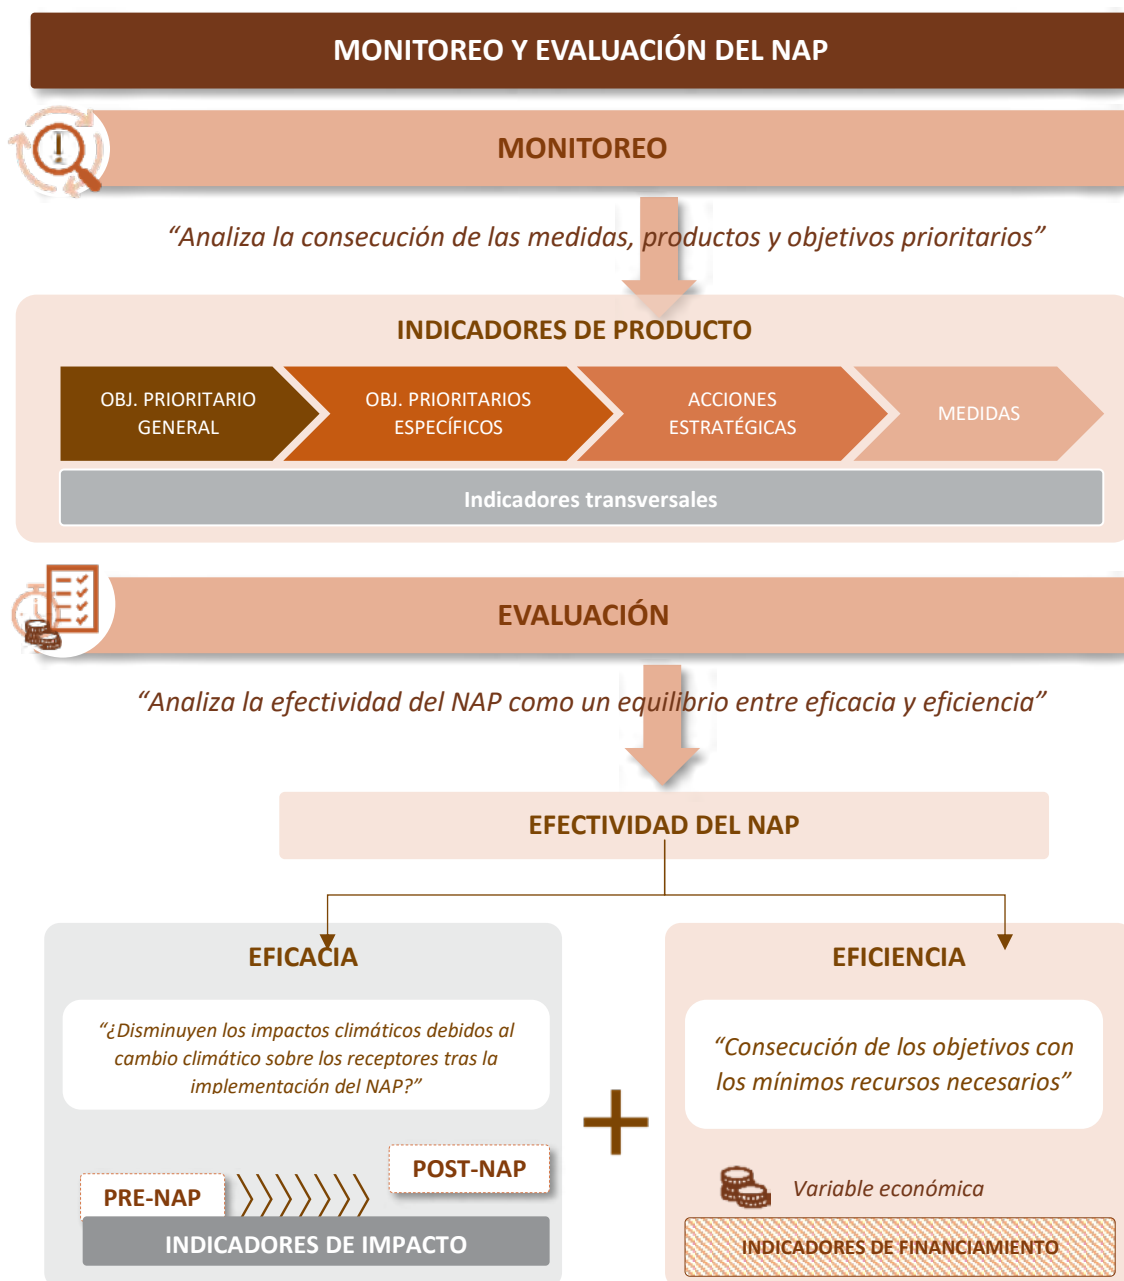 MONITOREO Y EVALUACIÓN DEL NAP
MONITOREO
“Analiza la consecución de las medidas, productos y objetivos prioritarios”
INDICADORES DE PRODUCTO
OBJ. PRIORITARIO
GENERAL
OBJ. PRIORITARIOS
ESPECÍFICOS
ACCIONES
ESTRATÉGICAS
MEDIDAS
Indicadores transversales
EVALUACIÓN
“Analiza la efectividad del NAP como un equilibrio entre eficacia y eficiencia”
EFECTIVIDAD DEL NAP
EFICACIA
“¿Disminuyen los impactos climáticos debidos al
cambio climático sobre los receptores tras la
implementación del NAP?”
PRE-NAP
POST-NAP
INDICADORES DE IMPACTO
EFICIENCIA
“Consecución de los objetivos con
los mínimos recursos necesarios”
Variable económica
INDICADORES DE FINANCIAMIENTO